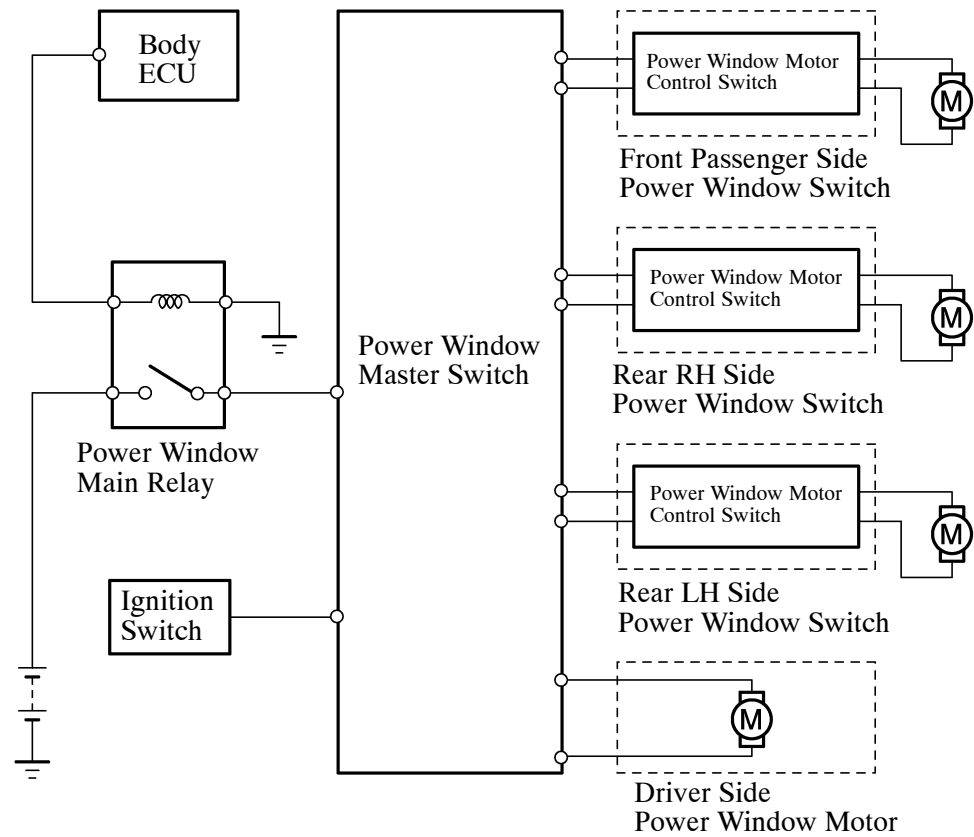 Body
ECU
Power Window Motor
Control Switch
M
Front Passenger Side
Power Window Switch
Power Window Motor
Control Switch
M
Power Window
Master Switch
Rear RH Side
Power Window Switch
Power Window
Main Relay
Power Window Motor
Control Switch
M
Ignition
Switch
Rear LH Side
Power Window Switch
M
Driver Side
Power Window Motor